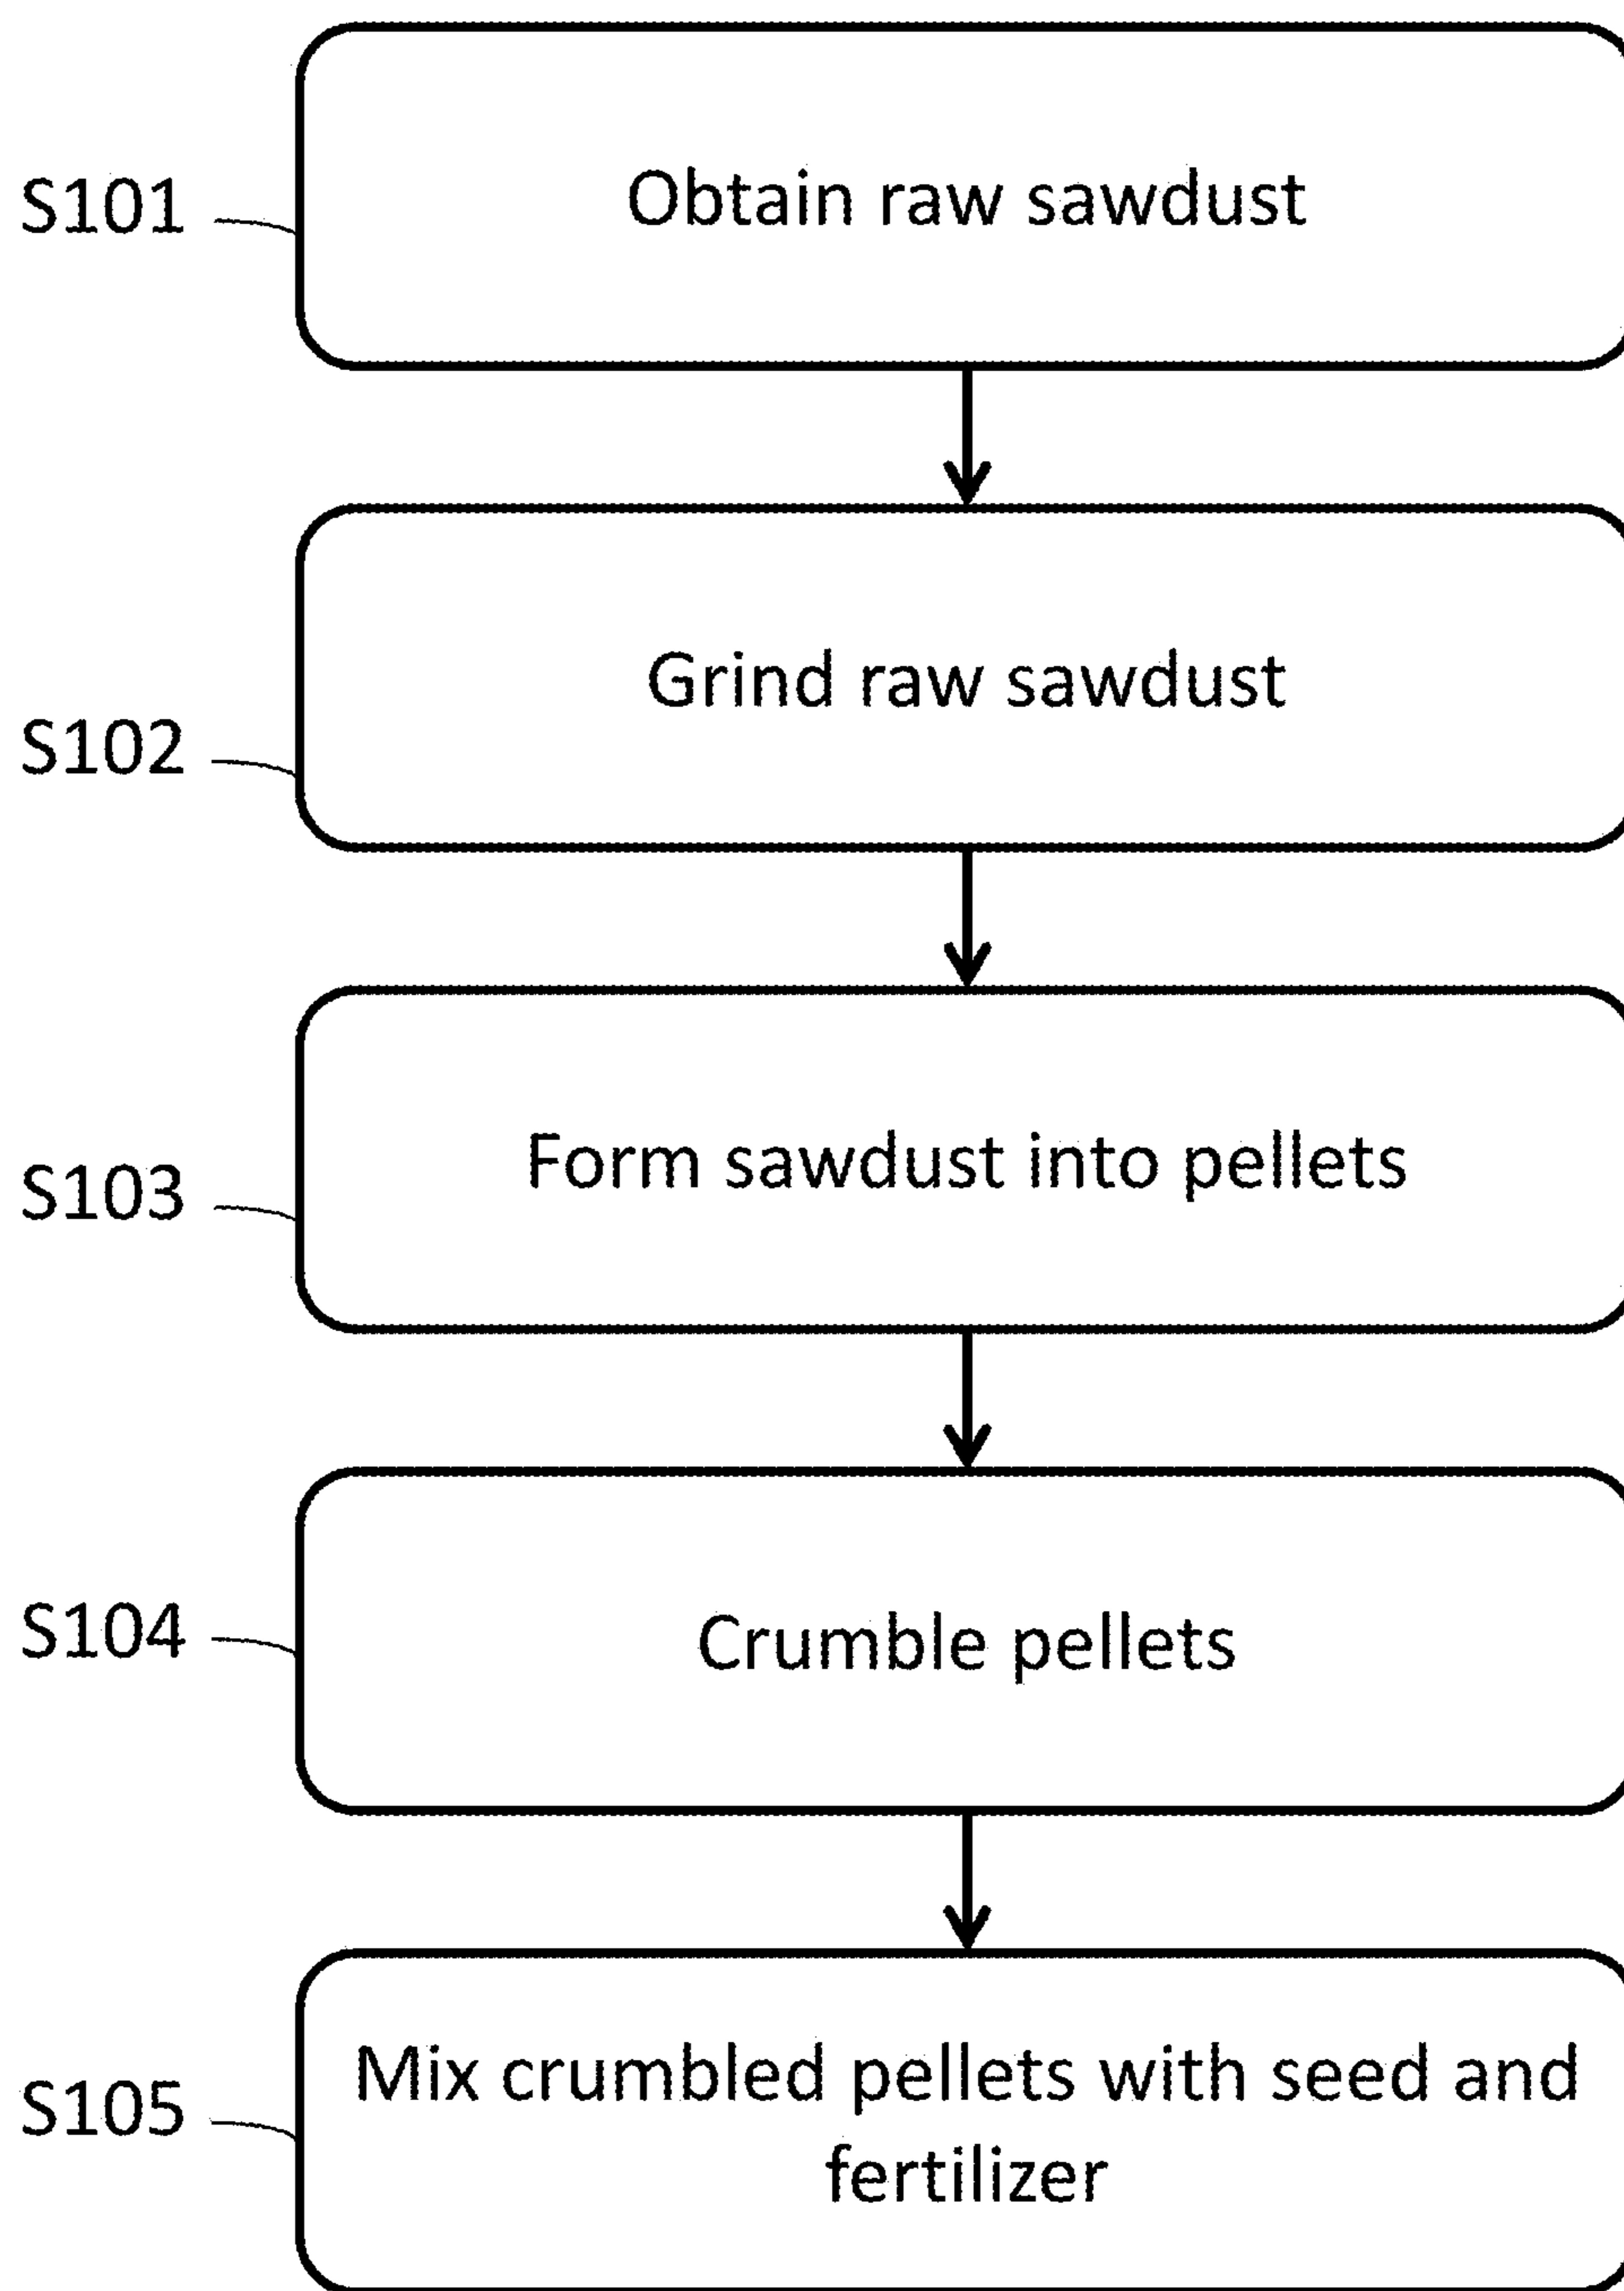 S101
Obtain raw sawdust
Grind raw sawdust
S102
Form sawdust into pellets
S103
S104
Crumble pellets
Mix crumbled pellets with seed and
S105
fertilizer